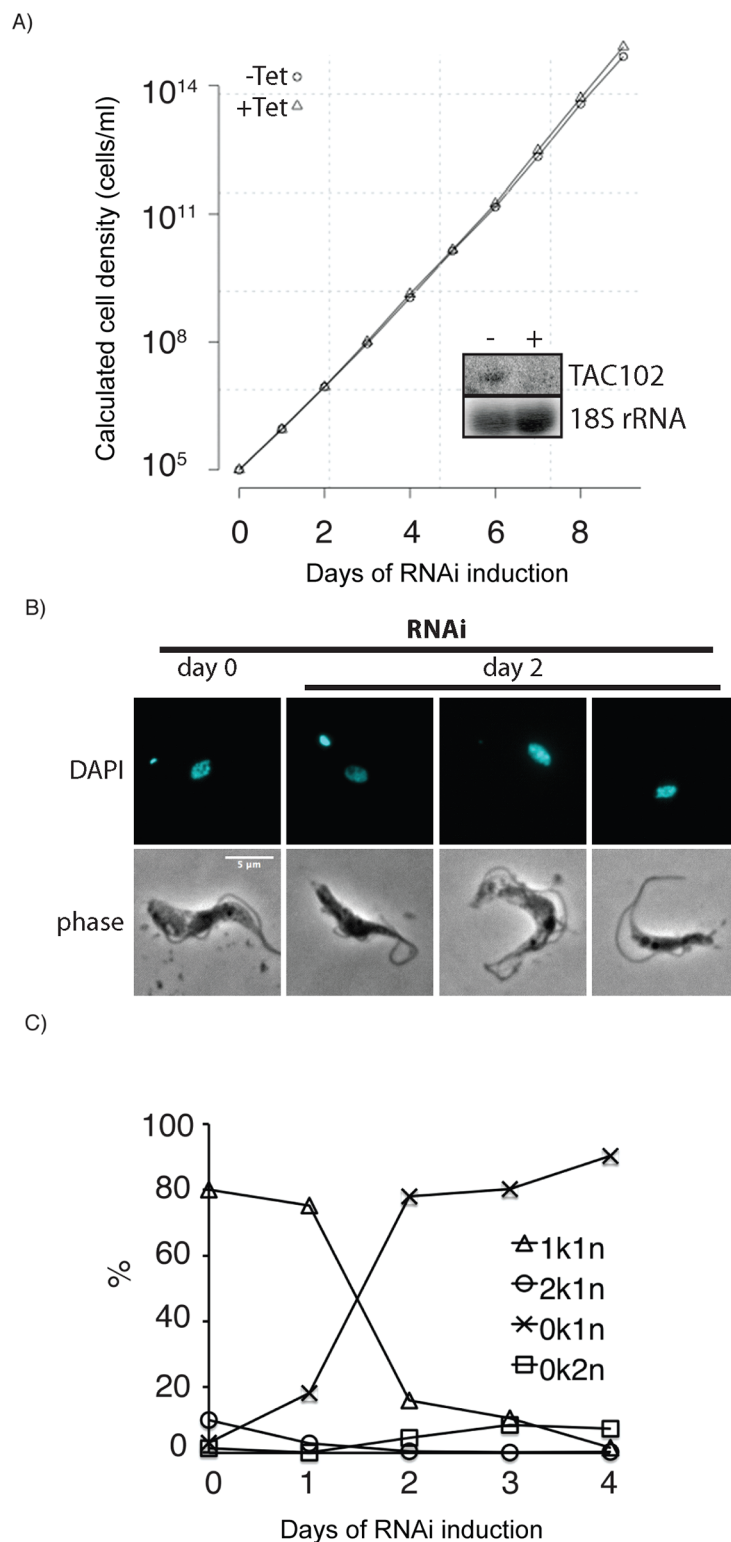 A)
-Tet
+Tet
Calculated cell density (cells/ml)
10^14
10^11
10^8
10^5
- +
TAC102
18S rRNA
0 2 4 6 8
Days of RNAi induction
B)
RNAi
day 0 day 2
DAPI
5 μm
phase
C)
100
80
60
40
20
0
%
1k1n
2k1n
0k1n
0k2n
0 1 2 3 4
Days of RNAi induction